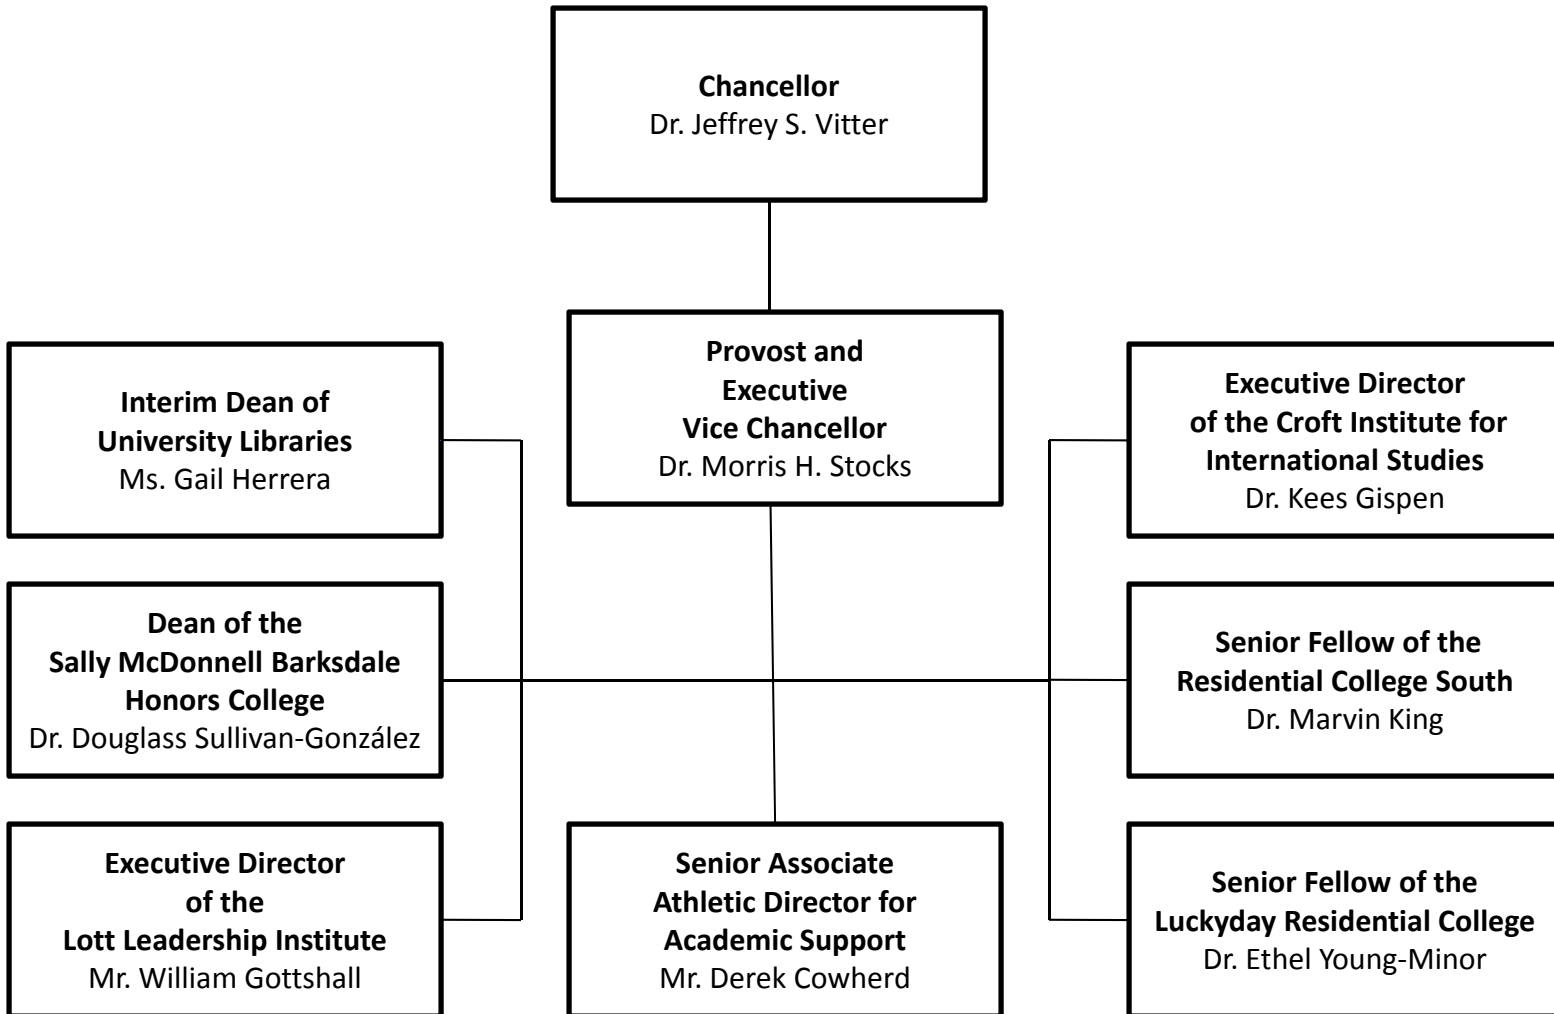 Chancellor
Dr. Jeffrey S. Vitter
Provost and
Executive
Vice Chancellor
Dr. Morris H. Stocks
Interim Dean of
University Libraries
Ms. Gail Herrera
Executive Director
of the Croft Institute for
International Studies
Dr. Kees Gispen
Dean of the
Sally McDonnell Barksdale
Honors College
Dr. Douglass Sullivan-González
Senior Fellow of the
Residential College South
Dr. Marvin King
Executive Director
of the
Lott Leadership Institute
Mr. William Gottshall
Senior Associate
Athletic Director for
Academic Support
Mr. Derek Cowherd
Senior Fellow of the
Luckyday Residential College
Dr. Ethel Young-Minor